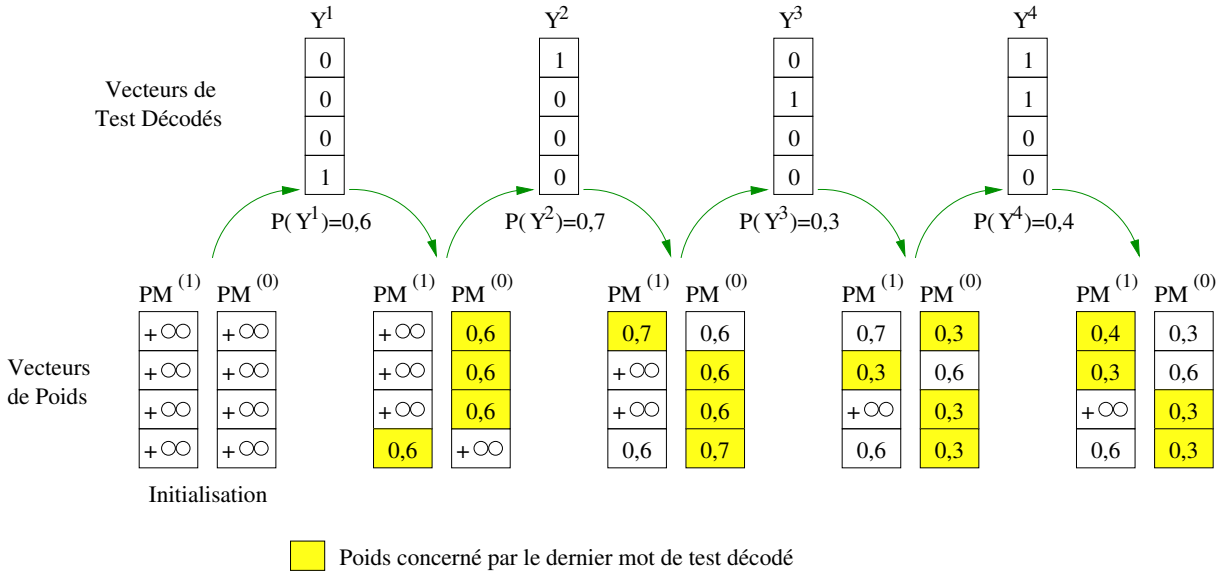 Y¹ Y² Y³ Y⁴
Vecteurs de
Test Décodés
0 1 0 1
0 0 1 1
0 0 0 0
1 0 0 0
P(Y¹)=0,6 P(Y²)=0,7 P(Y³)=0,3 P(Y⁴)=0,4
PM⁽¹⁾ PM⁽⁰⁾ PM⁽¹⁾ PM⁽⁰⁾ PM⁽¹⁾ PM⁽⁰⁾ PM⁽¹⁾ PM⁽⁰⁾ PM⁽¹⁾ PM⁽⁰⁾
Vecteurs
de Poids
+∞ +∞ +∞ 0,6 0,7 0,6 0,7 0,3 0,4 0,3
+∞ +∞ +∞ 0,6 +∞ 0,6 0,3 0,6 0,3 0,6
+∞ +∞ +∞ 0,6 +∞ 0,6 +∞ 0,3 +∞ 0,3
+∞ +∞ 0,6 +∞ 0,6 0,7 0,6 0,3 0,6 0,3
Initialisation
Poids concerné par le dernier mot de test décodé